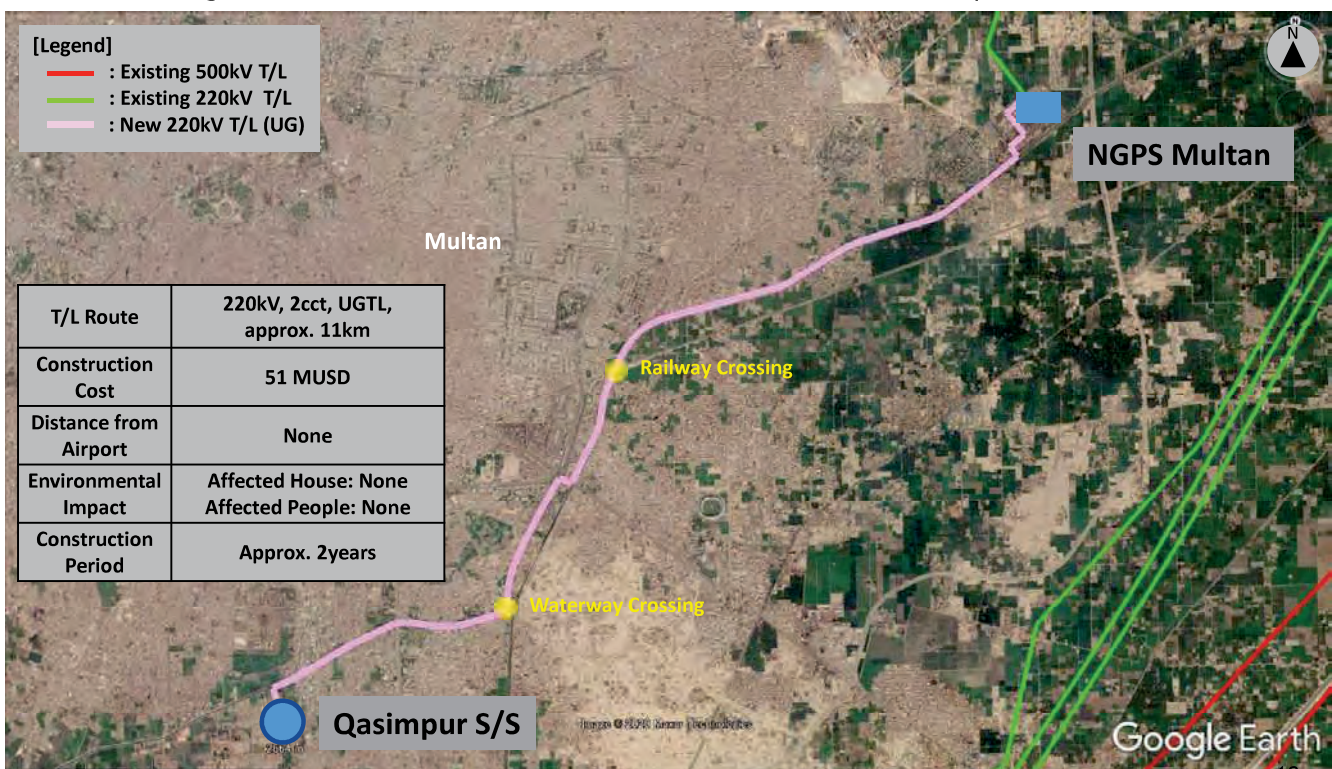 [Legend]
: Existing 500kV T/L
: Existing 220kV T/L
: New 220kV T/L (UG)
N
NGPS Multan
Multan
T/L Route
220kV, 2cct, UGTL,
approx. 11km
Construction
Cost
51 MUSD
Distance from
Airport
None
Environmental
Impact
Affected House: None
Affected People: None
Construction
Period
Approx. 2years
Railway Crossing
Waterway Crossing
Qasimpur S/S
Google Earth